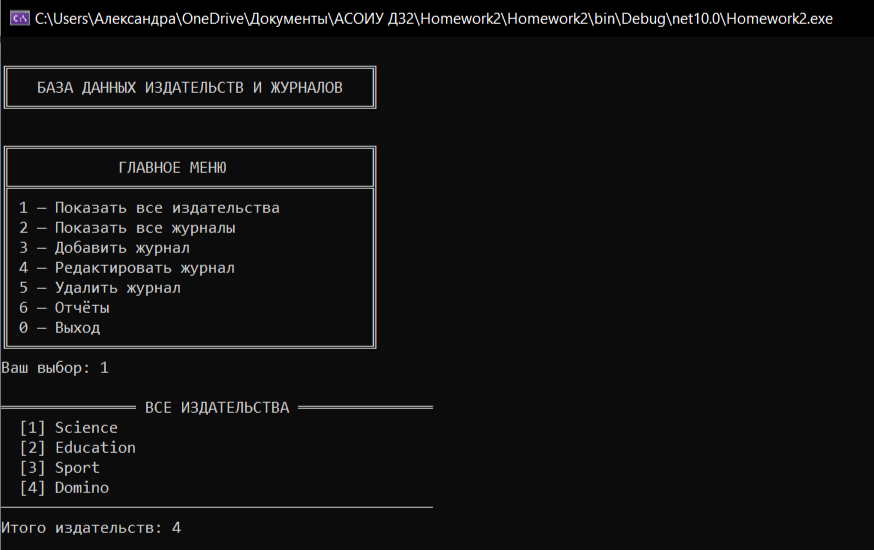 C:\Users\Александра\OneDrive\Документы\АСОИУ ДЗ2\Homework2\Homework2\bin\Debug\net10.0\Homework2.exe
БАЗА ДАННЫХ ИЗДАТЕЛЬСТВ И ЖУРНАЛОВ
ГЛАВНОЕ МЕНЮ
1 — Показать все издательства
2 — Показать все журналы
3 — Добавить журнал
4 — Редактировать журнал
5 — Удалить журнал
6 — Отчёты
0 — Выход
Ваш выбор: 1
ВСЕ ИЗДАТЕЛЬСТВА
[1] Science
[2] Education
[3] Sport
[4] Domino
Итого издательств: 4